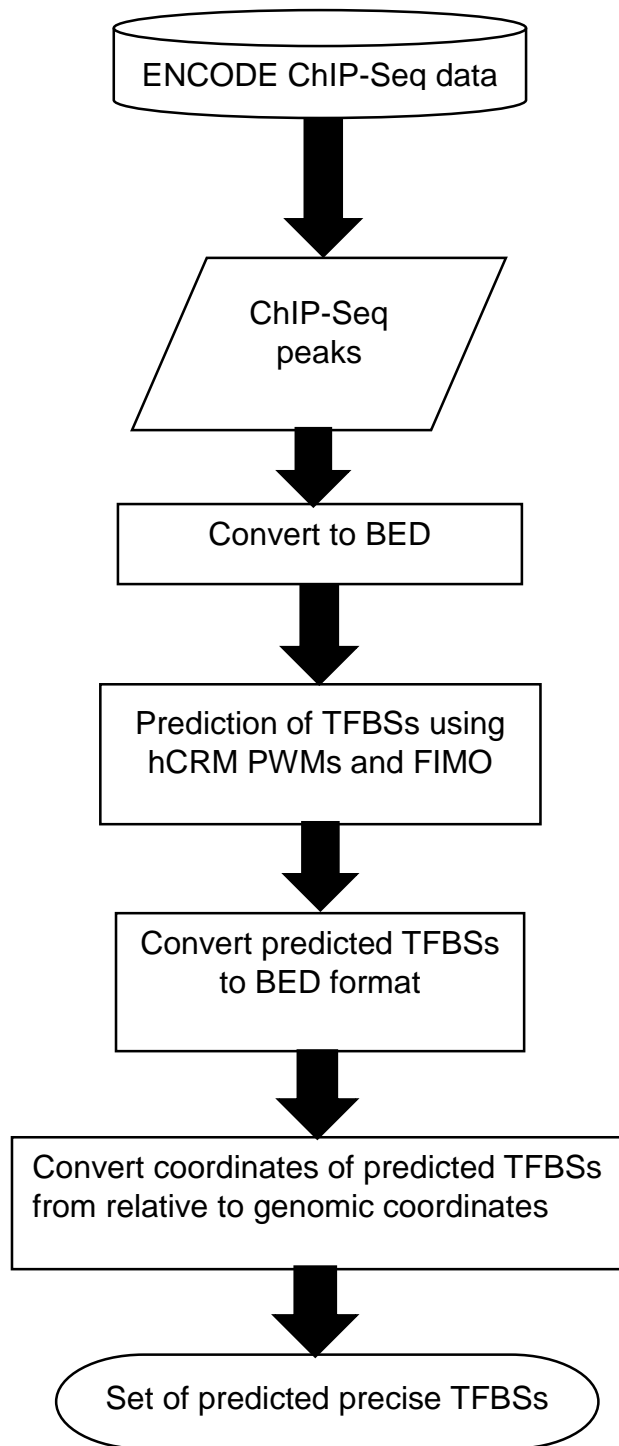 ENCODE ChIP-Seq data
ChIP-Seq
peaks
Convert to BED
Prediction of TFBSs using
hCRM PWMs and FIMO
Convert predicted TFBSs
to BED format
Convert coordinates of predicted TFBSs
from relative to genomic coordinates
Set of predicted precise TFBSs